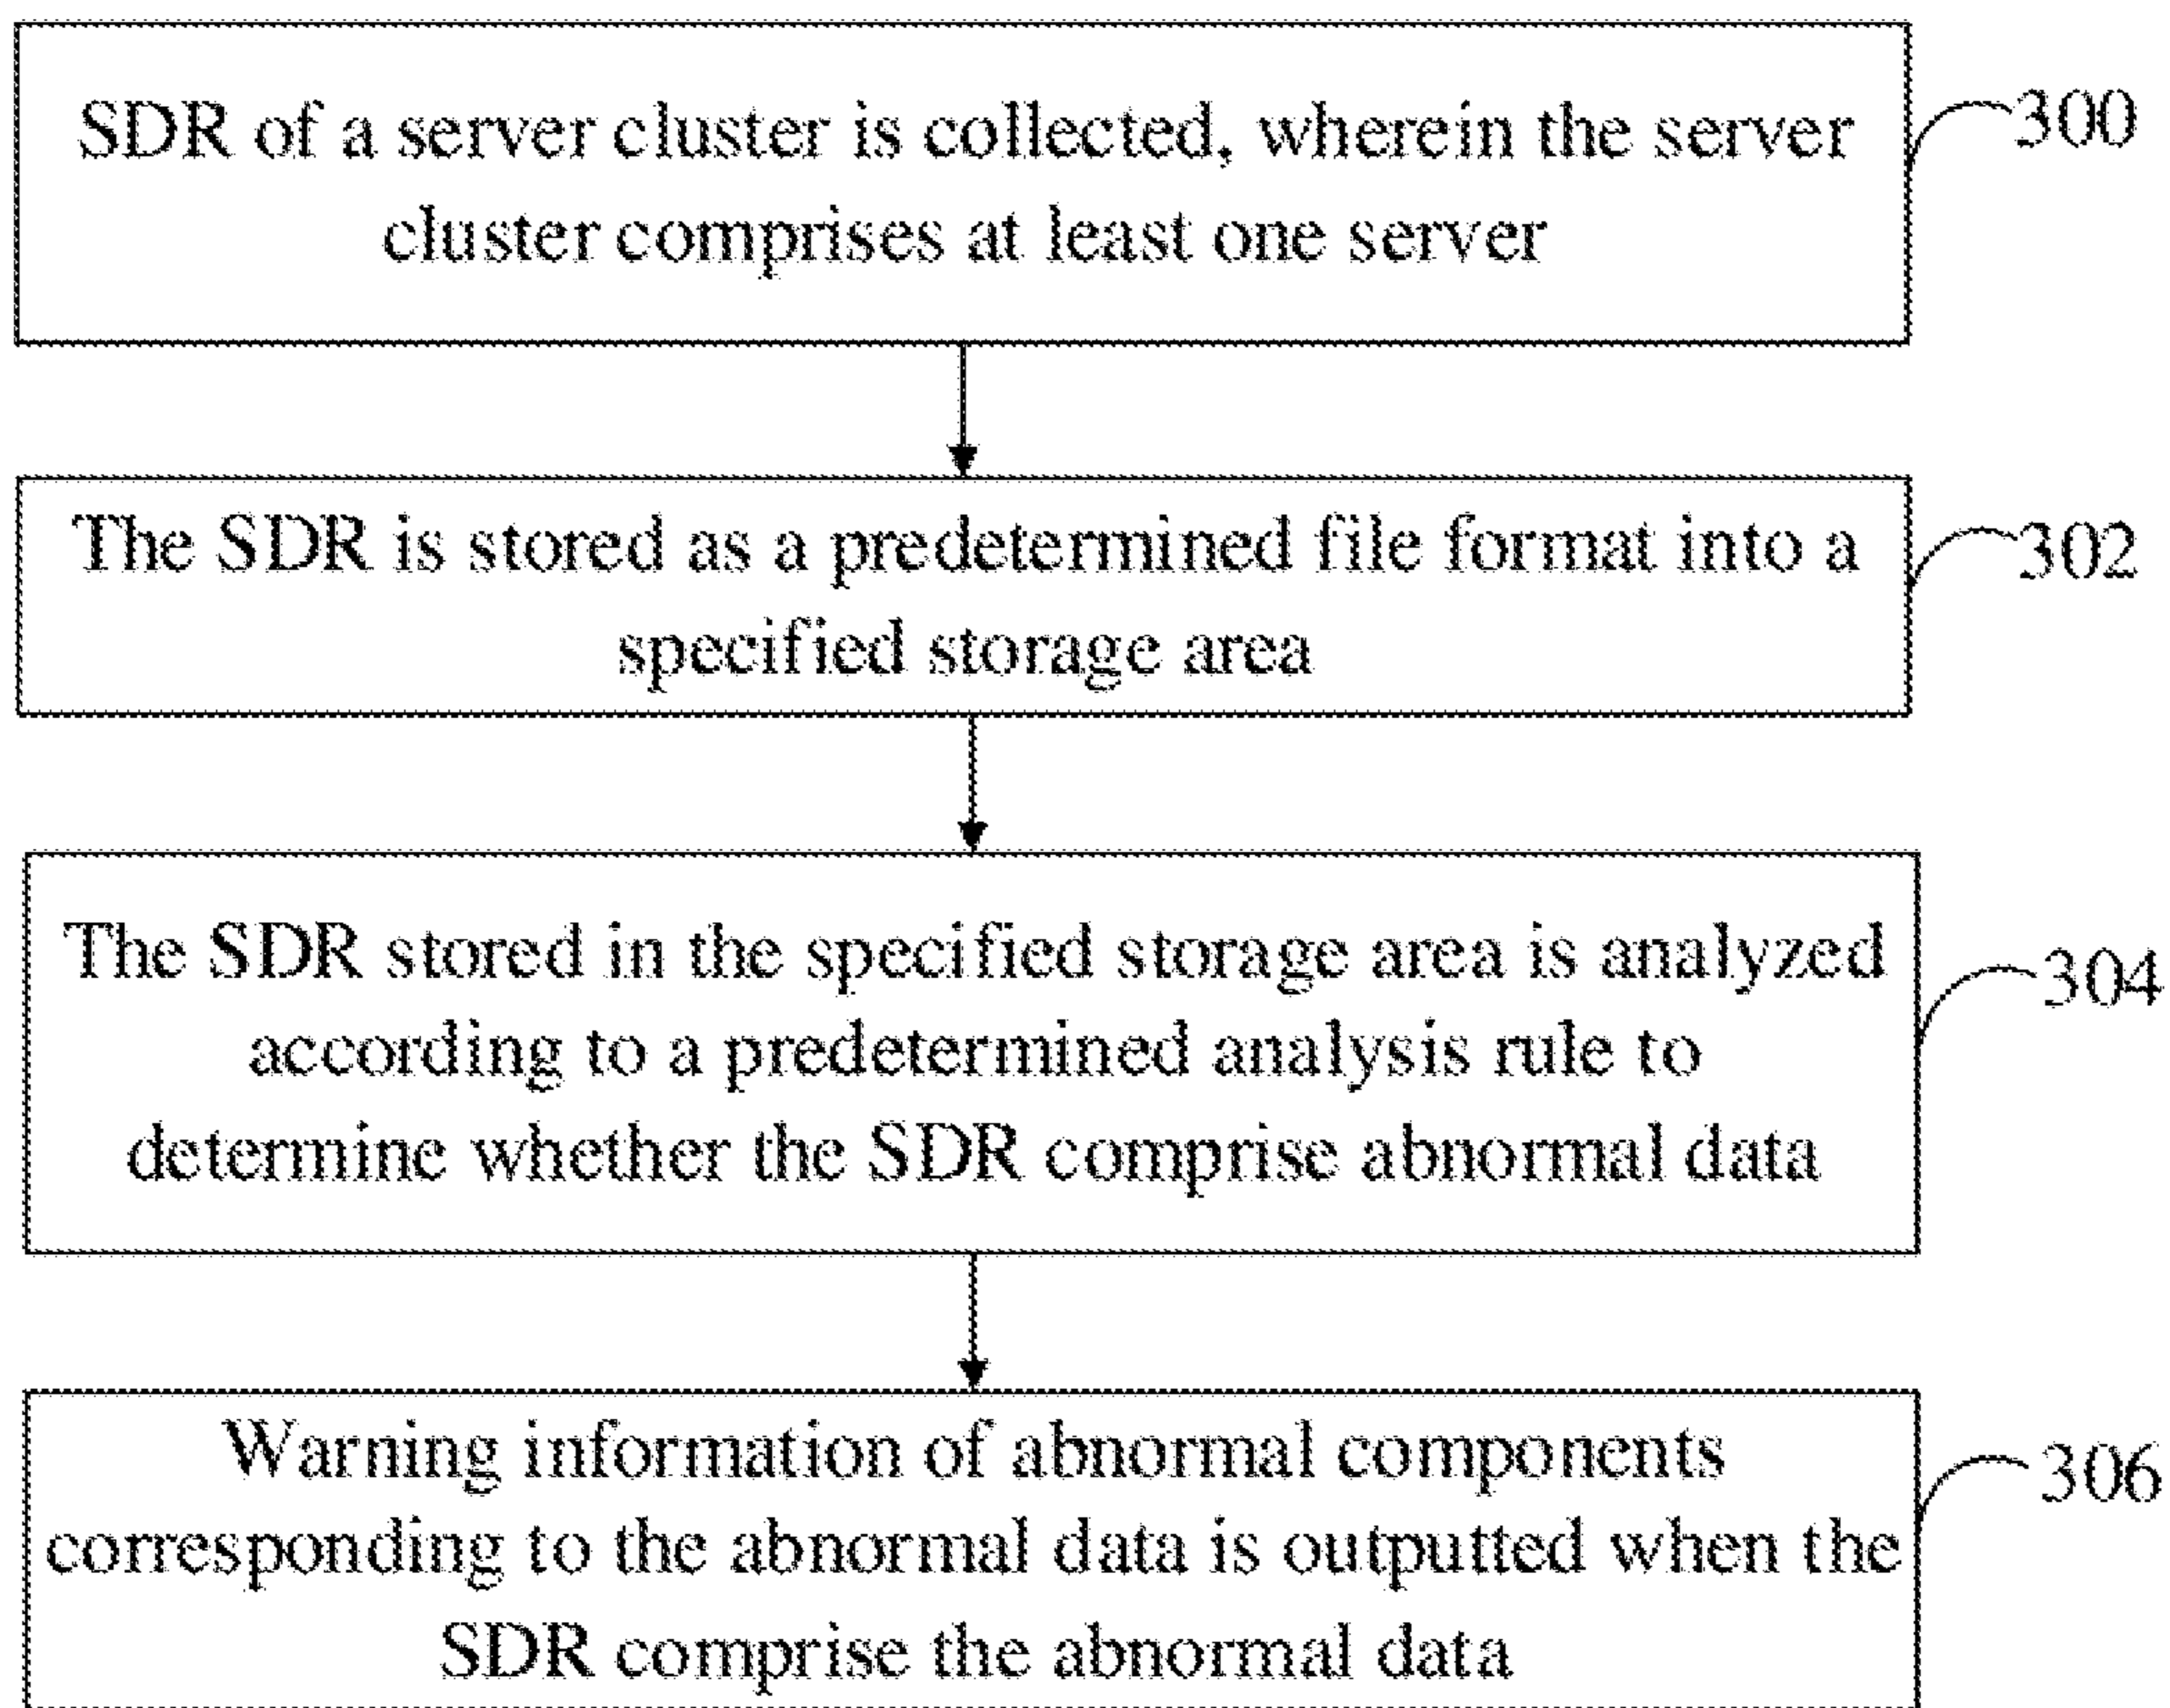 SDR of a server cluster is collected, wherein the server
cluster comprises at least one server
300
The SDR is stored as a predetermined file format into a
specified storage area
302
The SDR stored in the specified storage area is analyzed
according to a predetermined analysis rule to
determine whether the SDR comprise abnormal data
304
Warning information of abnormal components
corresponding to the abnormal data is outputted when the
SDR comprise the abnormal data
306